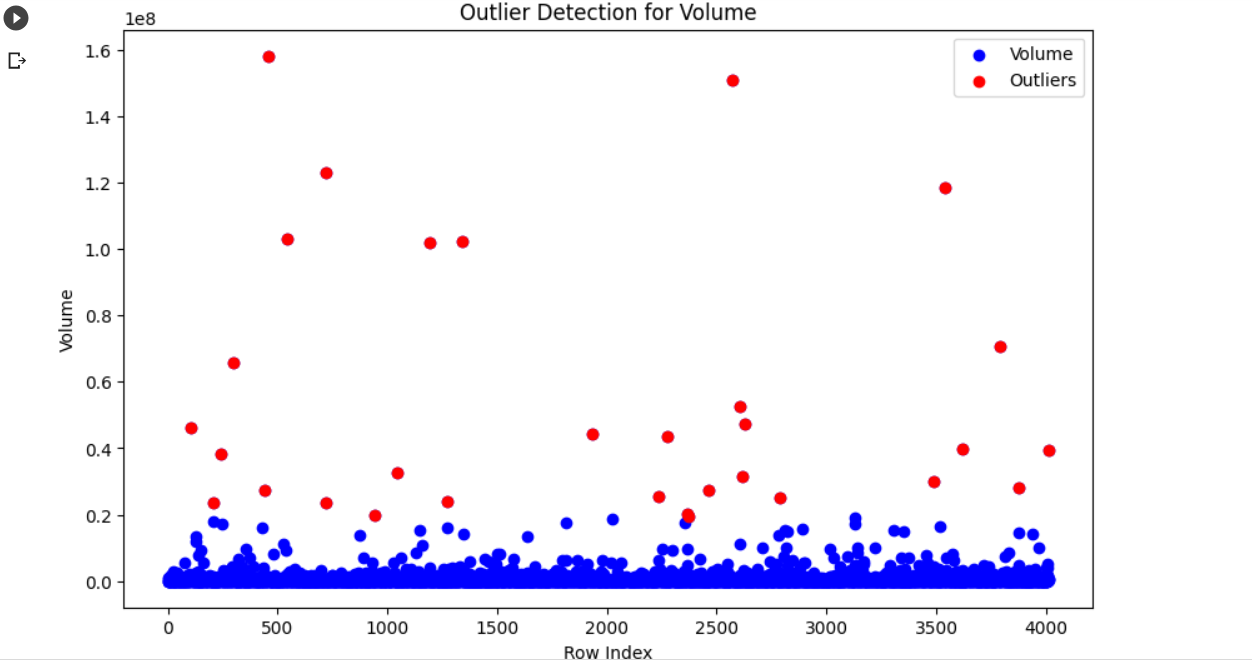 Outlier Detection for Volume
1e8
Volume
Outliers
1.6
1.4
1.2
1.0
0.8
0.6
0.4
0.2
0.0
Volume
0 500 1000 1500 2000 2500 3000 3500 4000
Row Index